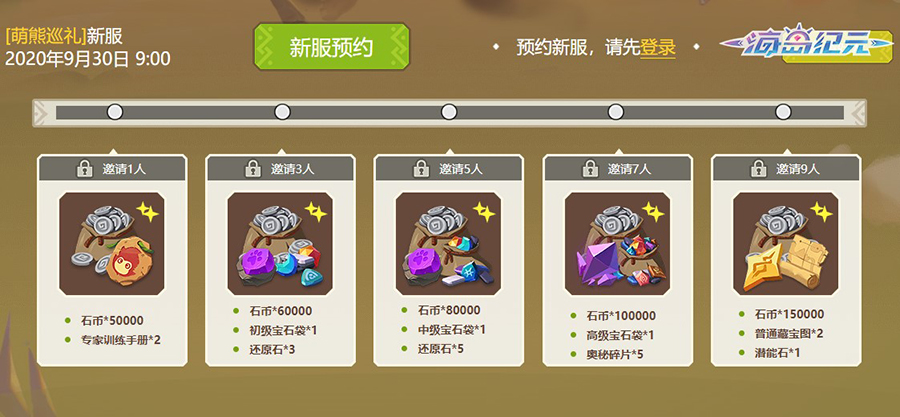 [萌熊巡礼]新服
2020年9月30日 9:00
新服预约
预约新服，请先登录
海岛纪元
邀请1人
邀请3人
邀请5人
邀请7人
邀请9人
石币*50000
专家训练手册*2
石币*60000
初级宝石袋*1
还原石*3
石币*80000
中级宝石袋*1
还原石*5
石币*100000
高级宝石袋*1
奥秘碎片*5
石币*150000
普通藏宝图*2
潜能石*1